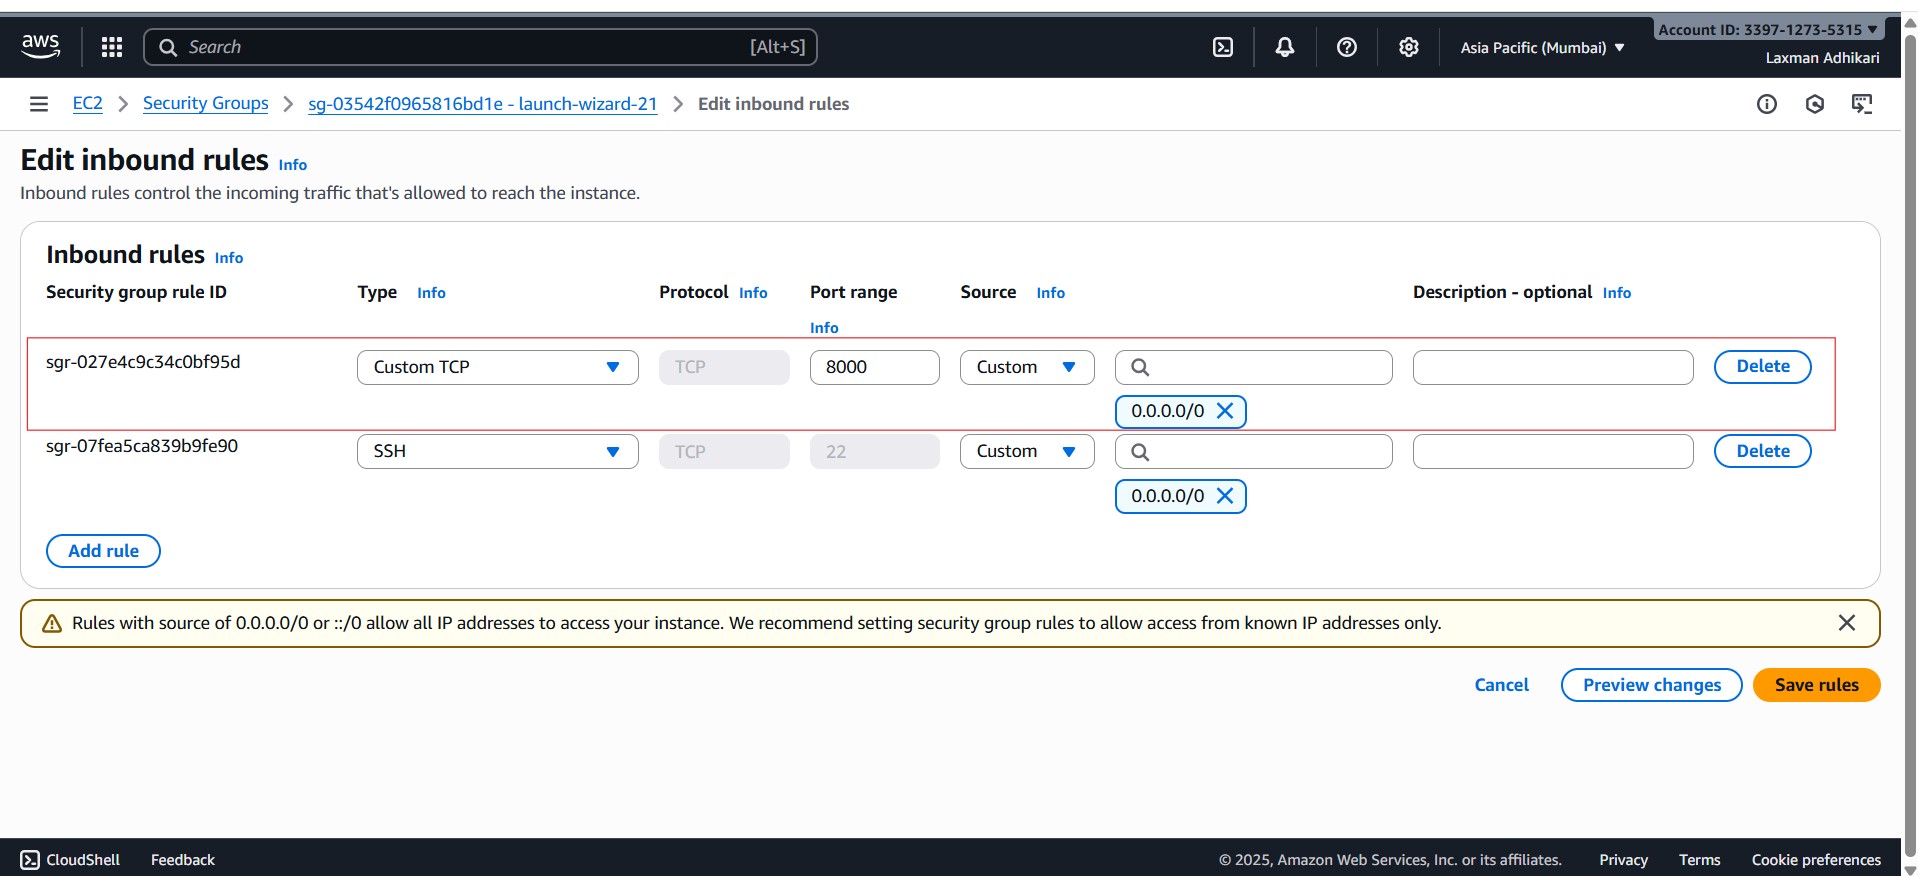 aws Search [Alt+S] Asia Pacific (Mumbai) Account ID: 3397-1273-5315
Laxman Adhikari
EC2 Security Groups sg-03542f0965816bd1e - launch-wizard-21 Edit inbound rules
Edit inbound rules Info
Inbound rules control the incoming traffic that's allowed to reach the instance.
Inbound rules Info
Security group rule ID Type Info Protocol Info Port range Source Info Description - optional Info
Info
sgr-027e4c9c34c0bf95d Custom TCP TCP 8000 Custom Delete
0.0.0.0/0
sgr-07fea5ca839b9fe90 SSH TCP 22 Custom Delete
0.0.0.0/0
Add rule
Rules with source of 0.0.0.0/0 or ::/0 allow all IP addresses to access your instance. We recommend setting security group rules to allow access from known IP addresses only.
Cancel Preview changes Save rules
CloudShell Feedback © 2025, Amazon Web Services, Inc. or its affiliates. Privacy Terms Cookie preferences